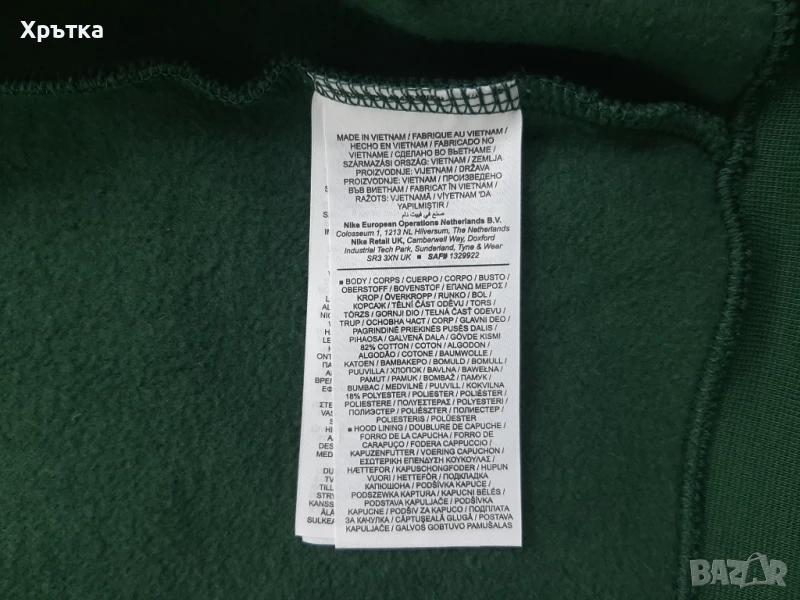 Хрътка
MADE IN VIETNAM / FABRIQUE AU VIETNAM /
HECHO EN VIETNAM / FABRICADO NO
VIETNAME / СДЕЛАНО ВО ВЬЕТНАМЕ /
SZÁRMAZÁSI ORSZÁG: VIETNAM / ZEMLJA
PROIZVODNJE: VIJETNAM / DRŽAVA
PROIZVODNJE: VIETNAM / ПРОИЗВЕДЕНО
ВЪВ ВИЕТНАМ / FABRICAT ÎN VIETNAM /
RAŽOTS: VJETNAMĀ / VYETNAM 'DA
YAPILMIŞTIR /
صنع في فييت نام
Nike European Operations Netherlands B.V.
Colosseum 1, 1213 NL Hilversum, The Netherlands
Nike Retail UK, Camberwell Way, Doxford
Industrial Tech Park, Sunderland, Tyne & Wear
SR3 3XN UK ■ SAF# 1329922
■ BODY / CORPS / CUERPO / CORPO / BUSTO /
OBERSTOFF / BOVENSTOF / ΕΠΑΝΩ ΜΕΡΟΣ /
KROP / ÖVERKROPP / RUNKO / BOL /
КОРСАЖ / TĚLNÍ ČÁST ODĚVU / TORS /
TÖRZS / GORNJI DIO / TELNÁ ČASŤ ODEVU /
TRUP / ОСНОВНА ЧАСТ / CORP / GLAVNI DEO /
PAGRINDINĖ PRIEKINĖS PUSĖS DALIS /
PIHAOSA / GALVENĀ DAĻA / GÖVDE KISMI
82% COTTON / COTON / ALGODON /
ALGODÃO / COTONE / BAUMWOLLE /
KATOEN / ΒΑΜΒΑΚΕΡΟ / BOMULD / BOMULL /
PUUVILLA / ХЛОПОК / BAVLNA / BAWEŁNA /
PAMUT / PAMUK / BOMBAŽ / ПАМУК /
BUMBAC / MEDVILNĖ / PUUVILL / KOKVILNA
18% POLYESTER / POLIESTER / POLIÉSTER /
POLIESTERE / ΠΟΛΥΕΣΤΕΡΑΣ / POLYESTERI /
ПОЛИЭСТЕР / POLIÉSZTER / ПОЛИЕСТЕР /
POLIESTERIS / POLÜESTER
■ HOOD LINING / DOUBLURE DE CAPUCHE /
FORRO DE LA CAPUCHA / FORRO DE
CARAPUÇO / FODERA CAPPUCCIO /
KAPUZENFUTTER / VOERING CAPUCHON /
ΕΣΩΤΕΡΙΚΗ ΕΠΕΝΔΥΣΗ ΚΟΥΚΟΥΛΑΣ /
HÆTTEFOR / KAPUSCHONGFODER / HUPUN
VUORI / HETTEFÔR / ПОДКЛАДКА
КАПЮШОНА / PODŠÍVKA KAPUCE /
PODSZEWKA KAPTURA / KAPUCNI BÉLÉS /
PODSTAVA KAPULJAČE / PODŠÍVKA
KAPUCNE / PODŠIV ZA KAPUCO / ПОДПЛАТА
ЗА КАЧУЛКА / CĂPTUȘEALĂ GLUGĂ / POSTAVA
KAPULJAČE / GALVOS GOBTUVO PAMUŠALAS
BAZAR